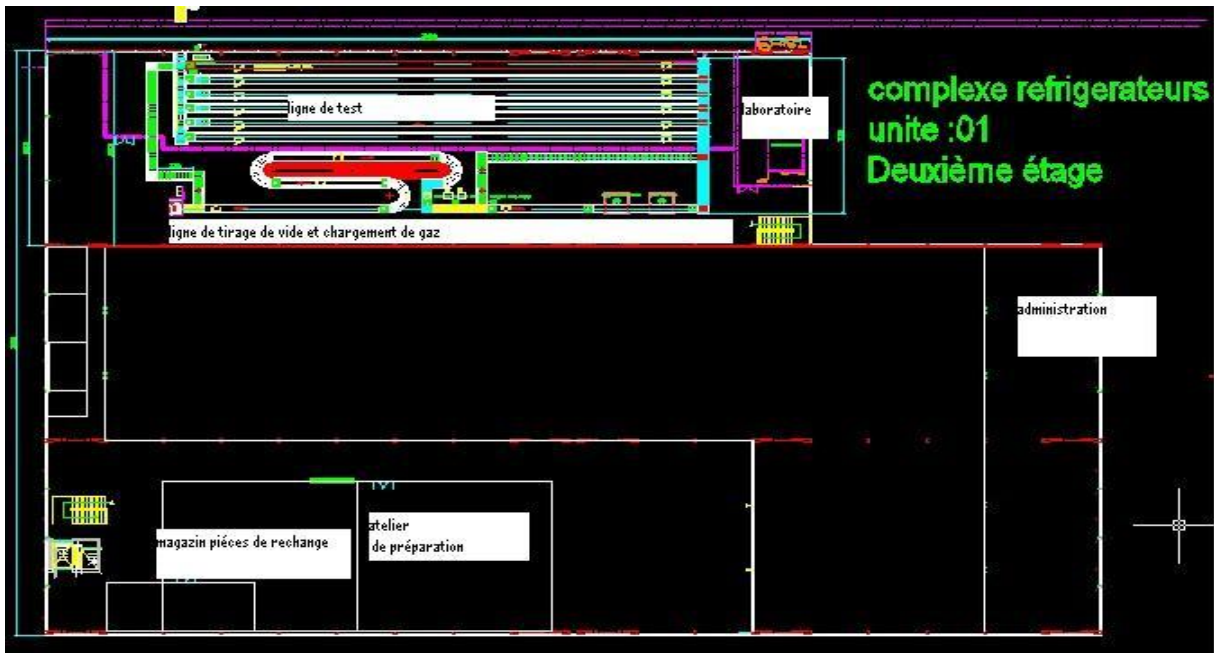 ligne de test
laboratoire
complexe refrigerateurs
unite :01
Deuxième étage
ligne de tirage de vide et chargement de gaz
administration
magazin piéces de rechange
atelier
de préparation